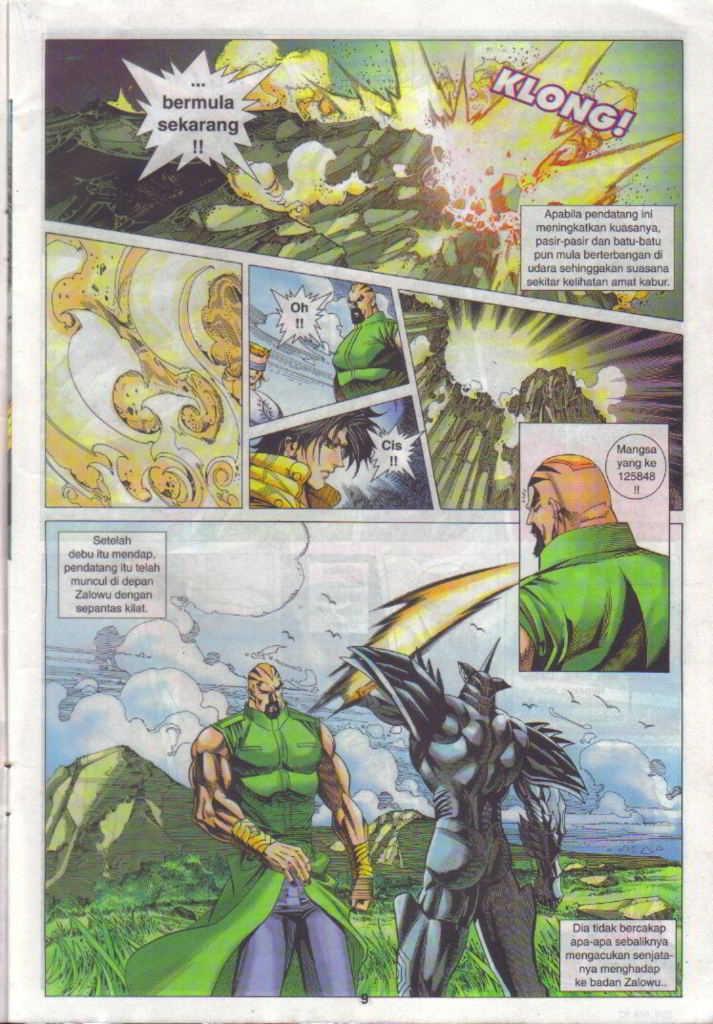 ...
bermula
sekarang
!!
KLONG!
Apabila pendatang ini
meningkatkan kuasanya,
pasir-pasir dan batu-batu
pun mula berterbangan di
udara sehinggakan suasana
sekitar kelihatan amat kabur.
Oh
!!
Cis
!!
Mangsa
yang ke
125848
!!
Setelah
debu itu mendap,
pendatang itu telah
muncul di depan
Zalowu dengan
sepantas kilat.
Dia tidak bercakap
apa-apa sebaliknya
mengacukan senjata-
nya menghadap
ke badan Zalowu..
9